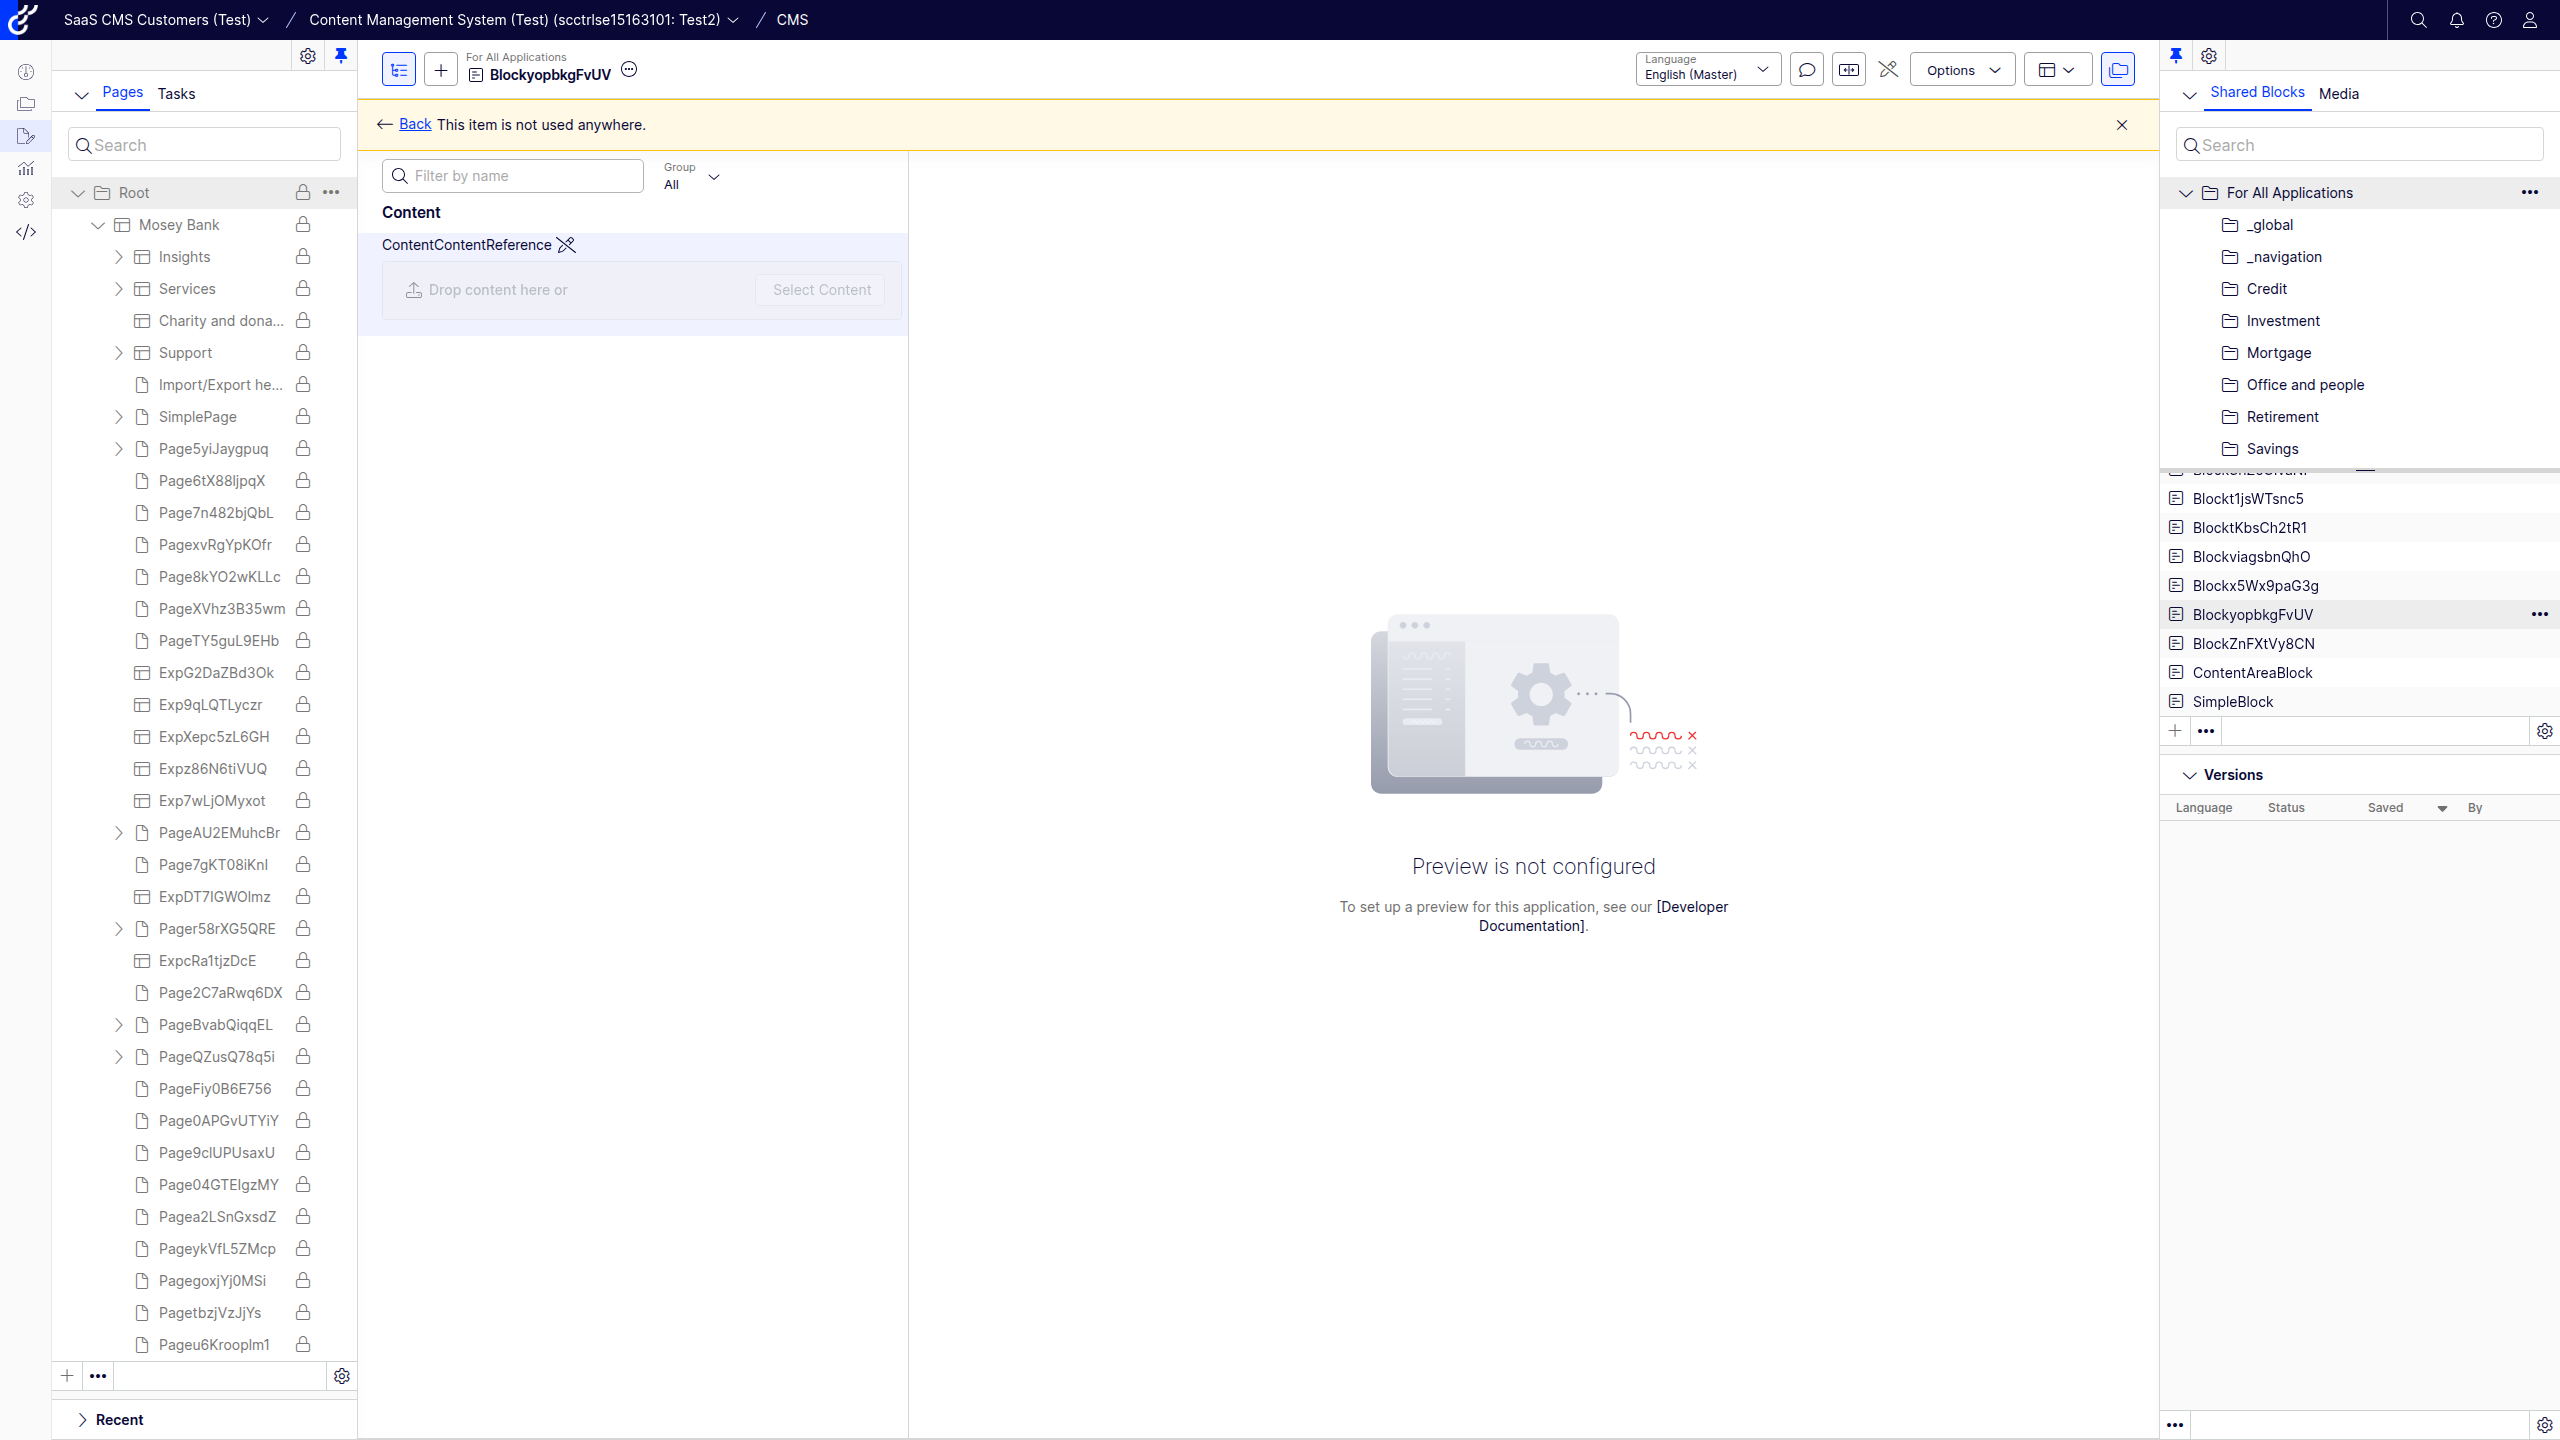 SaaS CMS Customers (Test) / Content Management System (Test) (scctrlse15163101: Test2) / CMS
Pages Tasks
Search
Root
Mosey Bank
Insights
Services
Charity and dona...
Support
Import/Export he...
SimplePage
Page5yiJaygpuq
Page6tX88ljpqX
Page7n482bjQbL
PagexvRgYpKOfr
Page8kYO2wKLLc
PageXVhz3B35wm
PageTY5guL9EHb
ExpG2DaZBd3Ok
Exp9qLQTLyczr
ExpXepc5zL6GH
Expz86N6tiVUQ
Exp7wLjOMyxot
PageAU2EMuhcBr
Page7gKT08iKnI
ExpDT7IGWOlmz
Pager58rXG5QRE
ExpcRa1tjzDcE
Page2C7aRwq6DX
PageBvabQiqqEL
PageQZusQ78q5i
PageFiy0B6E756
Page0APGvUTYiY
Page9clUPUsaxU
Page04GTEIgzMY
Pagea2LSnGxsdZ
PageykVfL5ZMcp
PagegoxjYj0MSi
PagetbzjVzJjYs
Pageu6Krooplm1
Recent
For All Applications
BlockyopbkgFvUV
Language
English (Master)
Options
Back This item is not used anywhere.
Filter by name
Group
All
Content
ContentContentReference
Drop content here or
Select Content
Preview is not configured
To set up a preview for this application, see our [Developer
Documentation].
Shared Blocks Media
Search
For All Applications
_global
_navigation
Credit
Investment
Mortgage
Office and people
Retirement
Savings
Blockt1jsWTsnc5
BlocktKbsCh2tR1
BlockviagsbnQhO
Blockx5Wx9paG3g
BlockyopbkgFvUV
BlockZnFXtVy8CN
ContentAreaBlock
SimpleBlock
Versions
Language Status Saved By